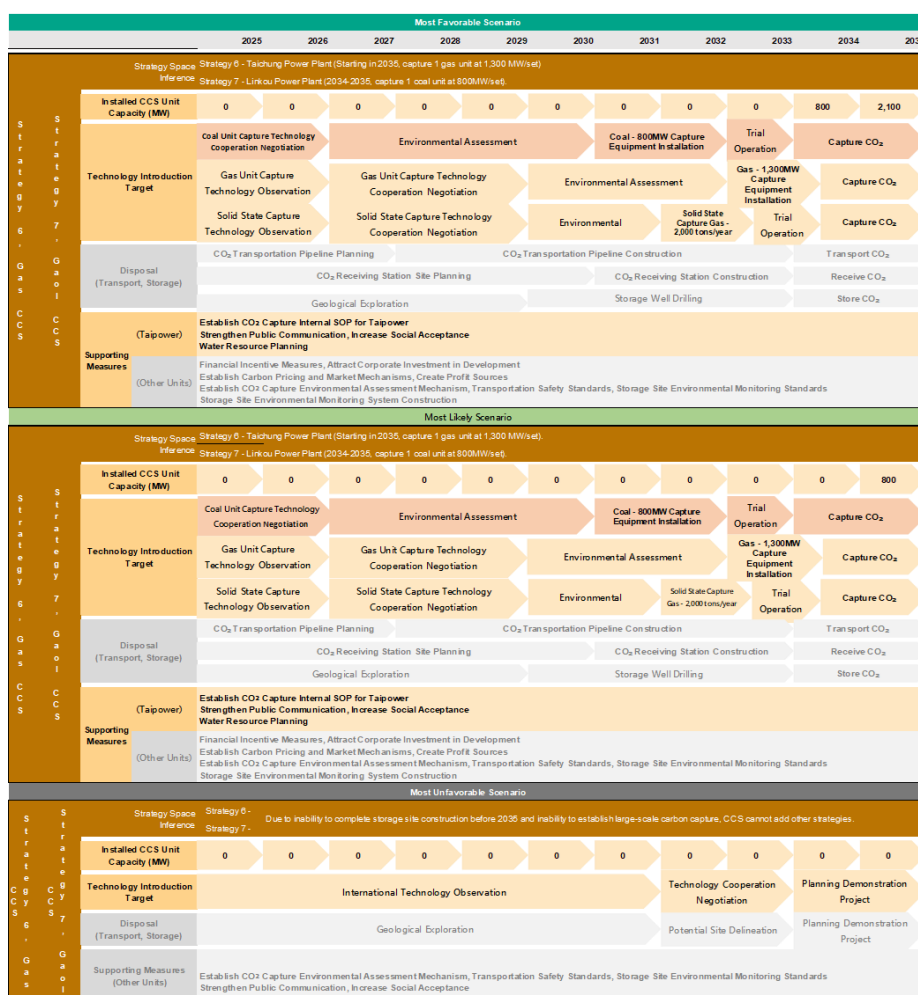 Most Favorable Scenario
2025 2026 2027 2028 2029 2030 2031 2032 2033 2034 203
Strategy 6, Gas CCS
Strategy 7, Gaol CCS
Strategy Space Inference
Strategy 6 - Taichung Power Plant (Starting in 2035, capture 1 gas unit at 1,300 MW/set)
Strategy 7 - Linkou Power Plant (2034-2035, capture 1 coal unit at 800MW/set).
Installed CCS Unit Capacity (MW)
0 0 0 0 0 0 0 0 0 800 2,100
Technology Introduction Target
Coal Unit Capture Technology Cooperation Negotiation
Environmental Assessment
Coal - 800MW Capture Equipment Installation
Trial Operation
Capture CO₂
Gas Unit Capture Technology Observation
Gas Unit Capture Technology Cooperation Negotiation
Environmental Assessment
Gas - 1,300MW Capture Equipment Installation
Capture CO₂
Solid State Capture Technology Observation
Solid State Capture Technology Cooperation Negotiation
Environmental
Solid State Capture Gas - 2,000 tons/year
Trial Operation
Capture CO₂
Disposal (Transport, Storage)
CO₂ Transportation Pipeline Planning
CO₂ Transportation Pipeline Construction
Transport CO₂
CO₂ Receiving Station Site Planning
CO₂ Receiving Station Construction
Receive CO₂
Geological Exploration
Storage Well Drilling
Store CO₂
Supporting Measures
(Taipower)
Establish CO₂ Capture Internal SOP for Taipower
Strengthen Public Communication, Increase Social Acceptance
Water Resource Planning
(Other Units)
Financial Incentive Measures, Attract Corporate Investment in Development
Establish Carbon Pricing and Market Mechanisms, Create Profit Sources
Establish CO₂ Capture Environmental Assessment Mechanism, Transportation Safety Standards, Storage Site Environmental Monitoring Standards
Storage Site Environmental Monitoring System Construction
Most Likely Scenario
Strategy 6, Gas CCS
Strategy 7, Gaol CCS
Strategy Space Inference
Strategy 6 - Taichung Power Plant (Starting in 2035, capture 1 gas unit at 1,300 MW/set).
Strategy 7 - Linkou Power Plant (2034-2035, capture 1 coal unit at 800MW/set).
Installed CCS Unit Capacity (MW)
0 0 0 0 0 0 0 0 0 0 800
Technology Introduction Target
Coal Unit Capture Technology Cooperation Negotiation
Environmental Assessment
Coal - 800MW Capture Equipment Installation
Trial Operation
Capture CO₂
Gas Unit Capture Technology Observation
Gas Unit Capture Technology Cooperation Negotiation
Environmental Assessment
Gas - 1,300MW Capture Equipment Installation
Capture CO₂
Solid State Capture Technology Observation
Solid State Capture Technology Cooperation Negotiation
Environmental
Solid State Capture Gas - 2,000 tons/year
Trial Operation
Capture CO₂
Disposal (Transport, Storage)
CO₂ Transportation Pipeline Planning
CO₂ Transportation Pipeline Construction
Transport CO₂
CO₂ Receiving Station Site Planning
CO₂ Receiving Station Construction
Receive CO₂
Geological Exploration
Storage Well Drilling
Store CO₂
Supporting Measures
(Taipower)
Establish CO₂ Capture Internal SOP for Taipower
Strengthen Public Communication, Increase Social Acceptance
Water Resource Planning
(Other Units)
Financial Incentive Measures, Attract Corporate Investment in Development
Establish Carbon Pricing and Market Mechanisms, Create Profit Sources
Establish CO₂ Capture Environmental Assessment Mechanism, Transportation Safety Standards, Storage Site Environmental Monitoring Standards
Storage Site Environmental Monitoring System Construction
Most Unfavorable Scenario
Strategy 6, Gas CCS
Strategy 7, Gaol CCS
Strategy Space Inference
Strategy 6 -
Strategy 7 -
Due to inability to complete storage site construction before 2035 and inability to establish large-scale carbon capture, CCS cannot add other strategies.
Installed CCS Unit Capacity (MW)
0 0 0 0 0 0 0 0 0 0 0
Technology Introduction Target
International Technology Observation
Technology Cooperation Negotiation
Planning Demonstration Project
Disposal (Transport, Storage)
Geological Exploration
Potential Site Delineation
Planning Demonstration Project
Supporting Measures (Other Units)
Establish CO₂ Capture Environmental Assessment Mechanism, Transportation Safety Standards, Storage Site Environmental Monitoring Standards
Strengthen Public Communication, Increase Social Acceptance